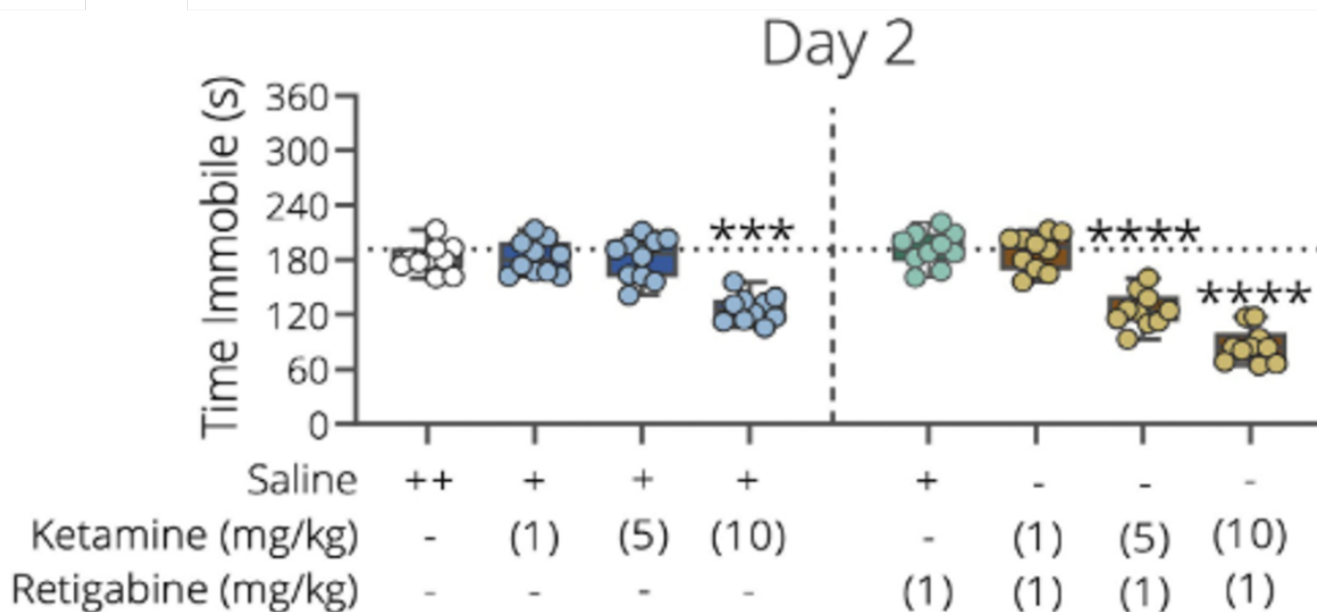 Day 2
Time Immobile (s)
360
300
240
180
120
60
0
***
****
****
Saline ++ + + + + - - -
Ketamine (mg/kg) - (1) (5) (10) - (1) (5) (10)
Retigabine (mg/kg) - - - - (1) (1) (1) (1)